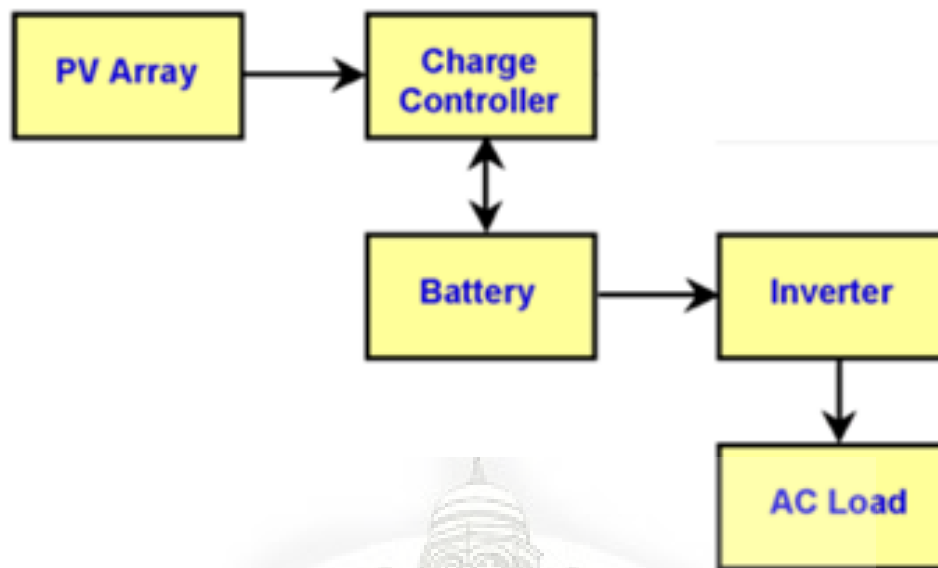 PV Array
Charge
Controller
Battery
Inverter
AC Load